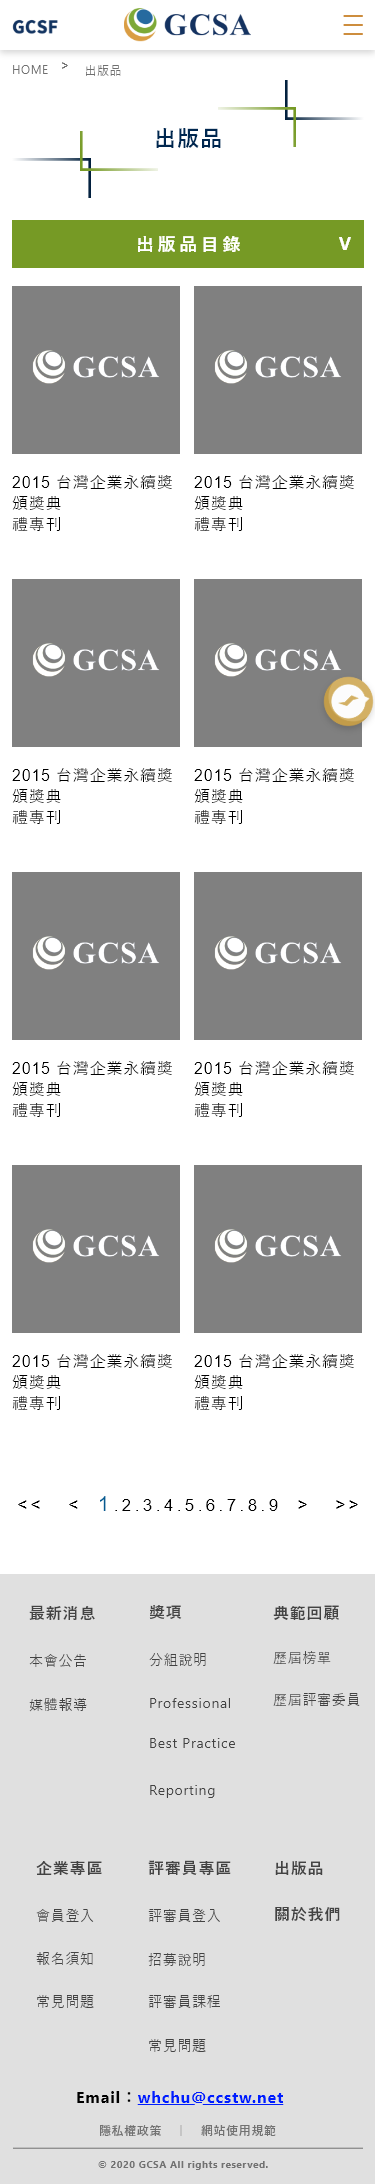 GCSF GCSA
HOME > 出版品
出版品
出版品目錄 V
GCSA GCSA
2015 台灣企業永續獎
頒獎典
禮專刊
2015 台灣企業永續獎
頒獎典
禮專刊
GCSA GCSA
2015 台灣企業永續獎
頒獎典
禮專刊
2015 台灣企業永續獎
頒獎典
禮專刊
GCSA GCSA
2015 台灣企業永續獎
頒獎典
禮專刊
2015 台灣企業永續獎
頒獎典
禮專刊
GCSA GCSA
2015 台灣企業永續獎
頒獎典
禮專刊
2015 台灣企業永續獎
頒獎典
禮專刊
<< < 1.2.3.4.5.6.7.8.9 > >>
最新消息
本會公告
媒體報導
獎項
分組說明
Professional
Best Practice
Reporting
典範回顧
歷屆榜單
歷屆評審委員
企業專區
會員登入
報名須知
常見問題
評審員專區
評審員登入
招募說明
評審員課程
常見問題
出版品
關於我們
Email：whchu@ccstw.net
隱私權政策 | 網站使用規範
© 2020 GCSA All rights reserved.